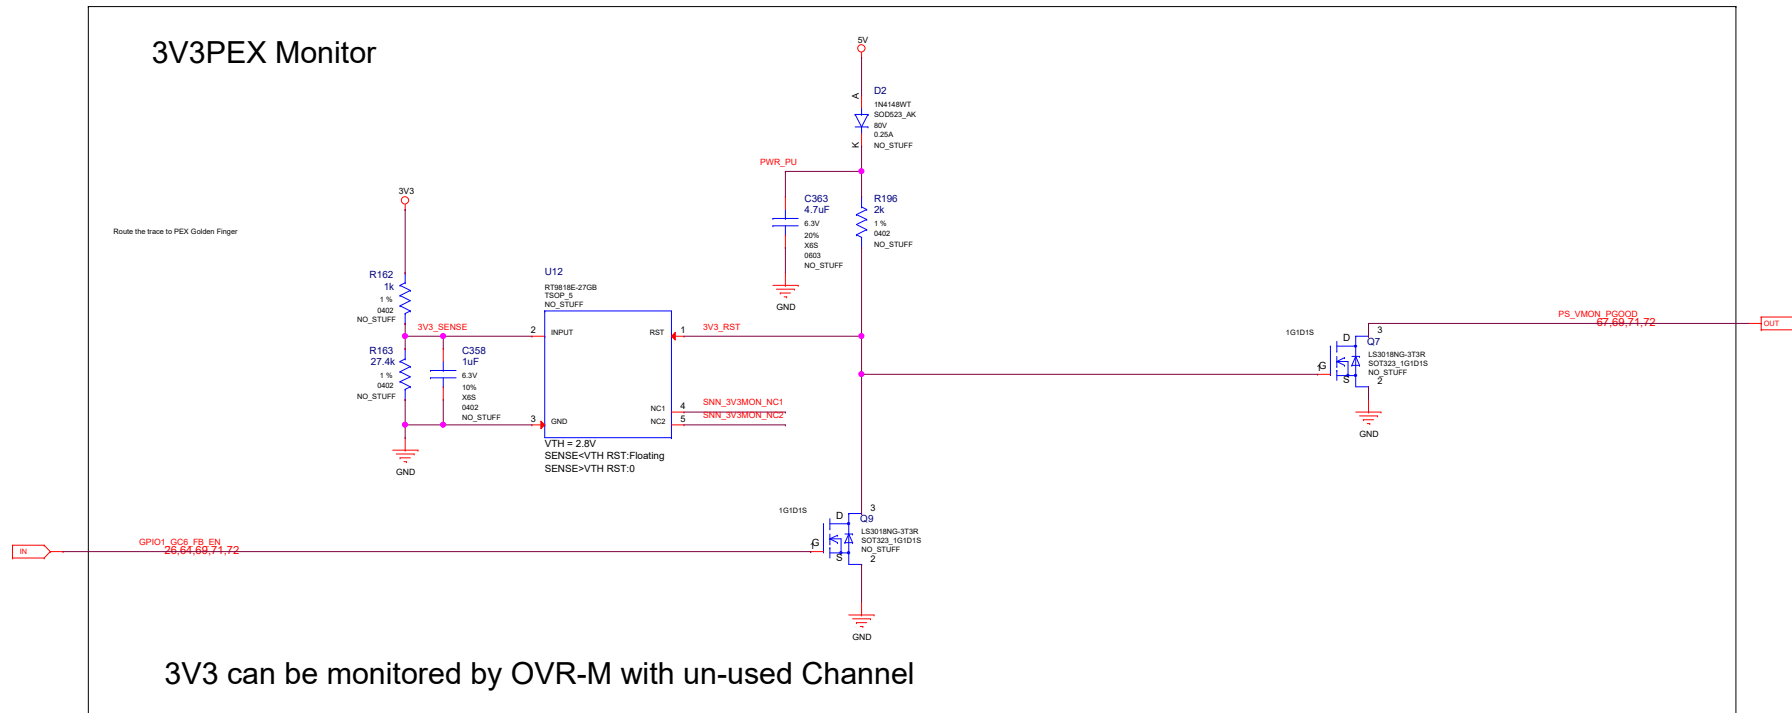 3V3PEX Monitor
5V
A
D2
1N4148WT
SOD523_AK
80V
0.25A
NO_STUFF
K
PWR_PU
C363
4.7uF
6.3V
20%
X6S
0603
NO_STUFF
GND
R196
2k
1 %
0402
NO_STUFF
3V3
Route the trace to PEX Golden Finger
R162
1k
1 %
0402
NO_STUFF
3V3_SENSE
R163
27.4k
1 %
0402
NO_STUFF
C358
1uF
6.3V
10%
X6S
0402
NO_STUFF
GND
U12
RT9818E-27GB
TSOP_5
NO_STUFF
2
INPUT
RST
1
3V3_RST
NC1
4
SNN_3V3MON_NC1
NC2
5
SNN_3V3MON_NC2
3
GND
VTH = 2.8V
SENSE<VTH RST:Floating
SENSE>VTH RST:0
1G1D1S
D
3
Q7
G
1
LS3018NG-3T3R
SOT323_1G1D1S
NO_STUFF
S
2
GND
PS_VMON_PGOOD
67,69,71,72
OUT
1G1D1S
D
3
Q9
G
1
LS3018NG-3T3R
SOT323_1G1D1S
NO_STUFF
S
2
GND
IN
GPIO1_GC6_FB_EN
26,64,69,71,72
3V3 can be monitored by OVR-M with un-used Channel